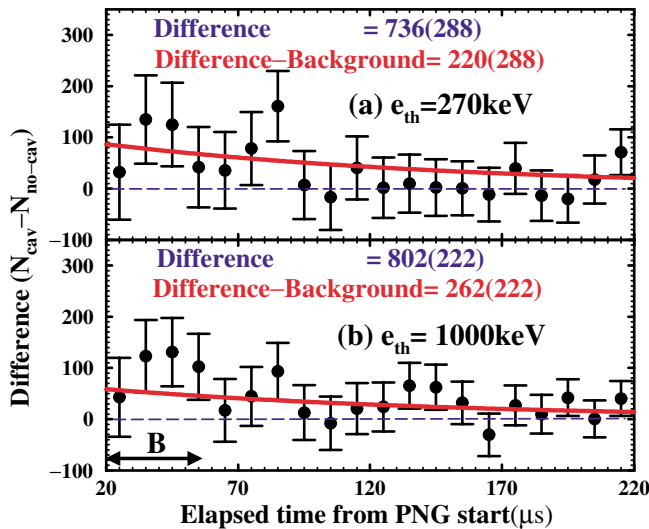 Difference = 736(288)
Difference–Background= 220(288)
(a) e_th=270keV
300
200
100
0
−100
Difference = 802(222)
Difference–Background= 262(222)
(b) e_th= 1000keV
300
200
100
0
−100
B
20 70 120 170 220
Elapsed time from PNG start(μs)
Difference (N_cav−N_no−cav)